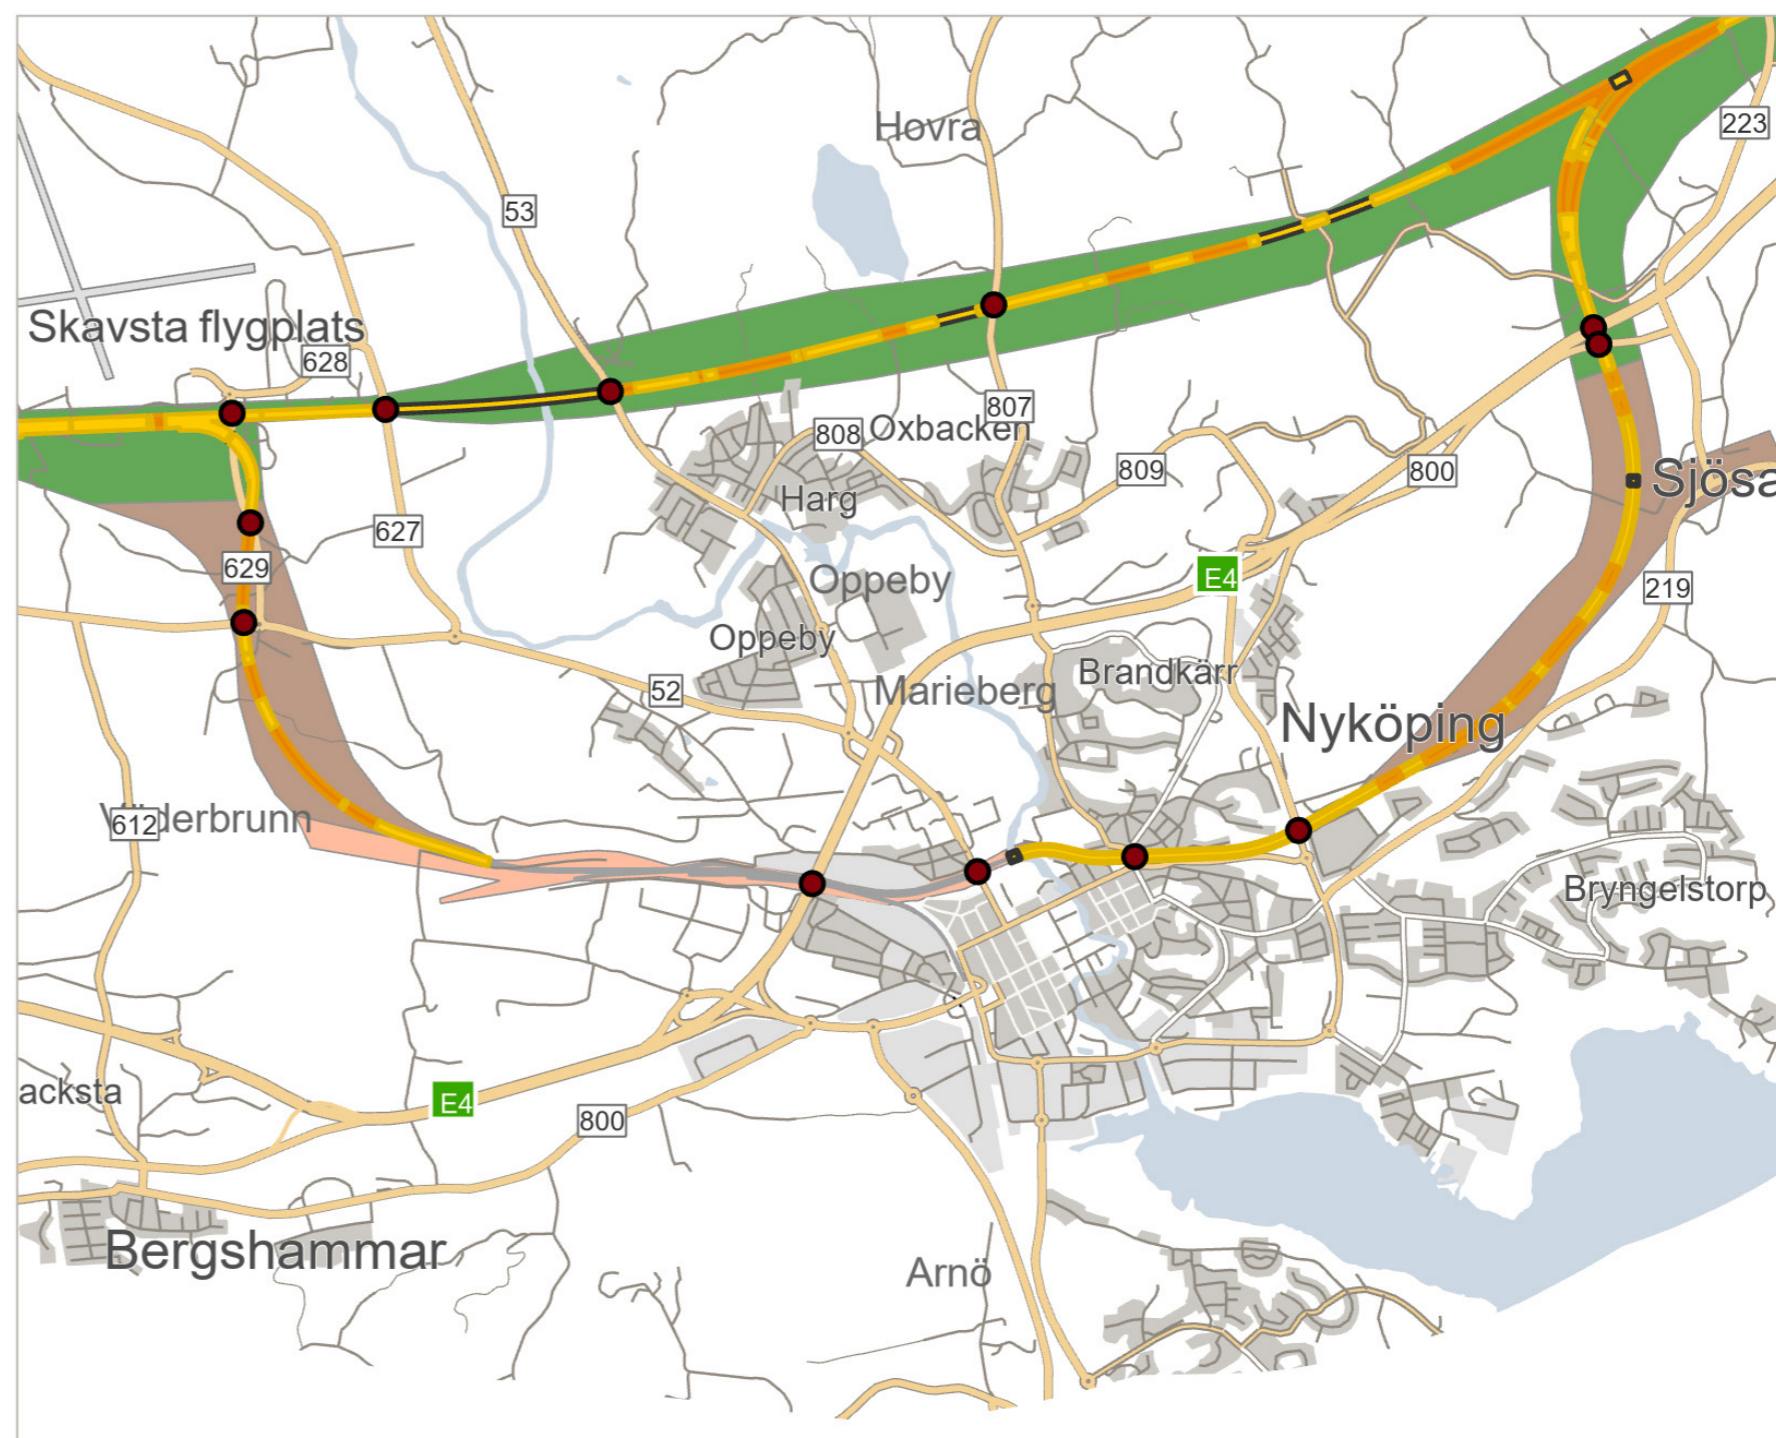 Hovra
223
53
Skavsta flygplats
628
807
808
Oxbacken
809
800
Sjösa
Harg
627
629
E4
Oppeby
219
Oppeby
Brandkärr
52
Marieberg
Nyköping
612
derbrunn
Bryngelstorp
acksta
E4
800
Bergshammar
Arnö